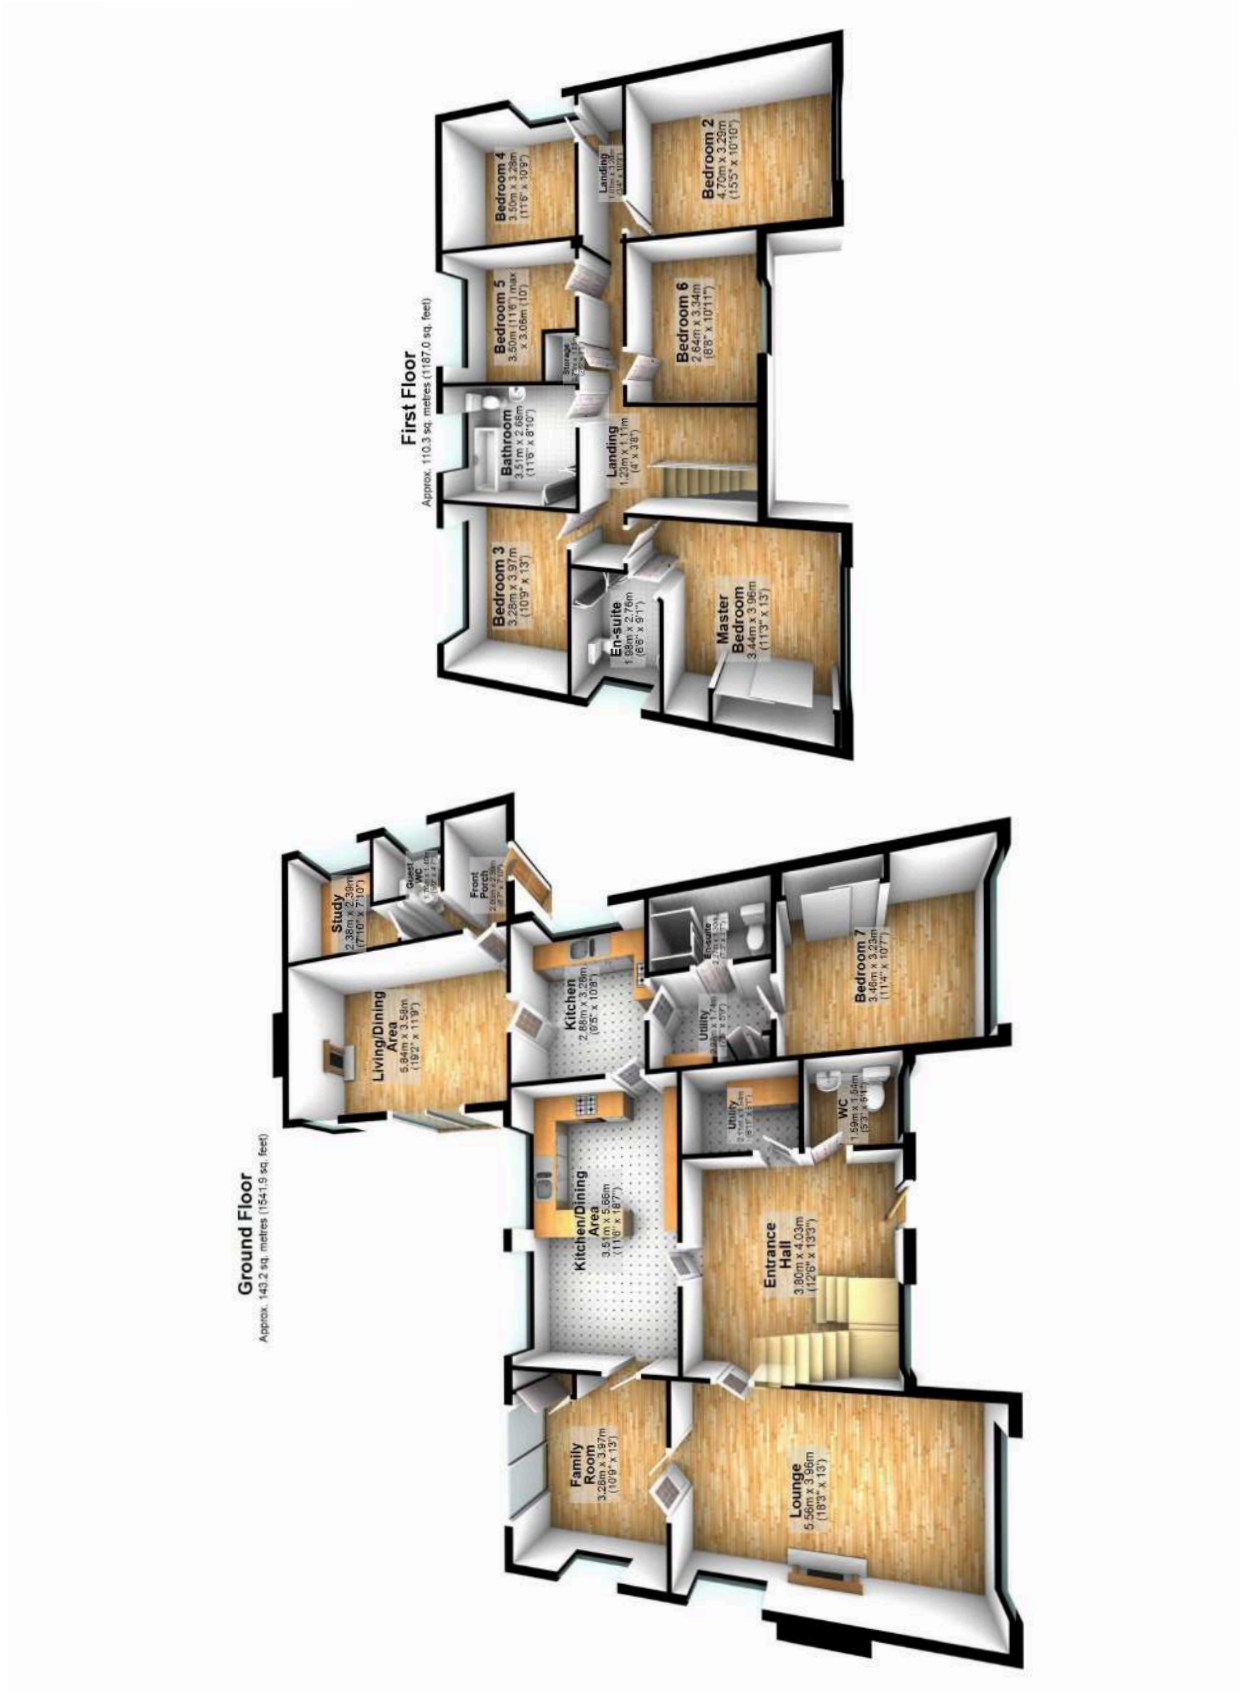 Ground Floor
Approx. 143.2 sq. metres (1541.9 sq. feet)
Study
2.38m x 2.39m
(7'10" x 7'10")
Guest
WC
Front
Porch
Living/Dining
Area
5.84m x 3.58m
(19'2" x 11'9")
Kitchen
2.88m x 3.26m
(9'5" x 10'8")
En-suite
Utility
Bedroom 7
3.46m x 3.23m
(11'4" x 10'7")
Kitchen/Dining
Area
3.51m x 5.66m
(11'6" x 18'7")
Utility
WC
1.59m x 1.54m
(5'3" x 5'1")
Entrance
Hall
3.80m x 4.03m
(12'6" x 13'3")
Family
Room
3.28m x 3.97m
(10'9" x 13')
Lounge
5.56m x 3.96m
(18'3" x 13')
First Floor
Approx. 110.3 sq. metres (1187.0 sq. feet)
Bedroom 3
3.28m x 3.97m
(10'9" x 13')
Bathroom
3.51m x 2.68m
(11'6" x 8'10")
Bedroom 5
3.50m (11'6") max
x 3.06m (10')
Storage
Bedroom 4
3.50m x 3.28m
(11'6" x 10'9")
Landing
Landing
1.23m x 1.11m
(4' x 3'8")
En-suite
1.98m x 2.76m
(6'6" x 9'1")
Master
Bedroom
3.44m x 3.96m
(11'3" x 13')
Bedroom 6
2.64m x 3.34m
(8'8" x 10'11")
Bedroom 2
4.70m x 3.29m
(15'5" x 10'10")